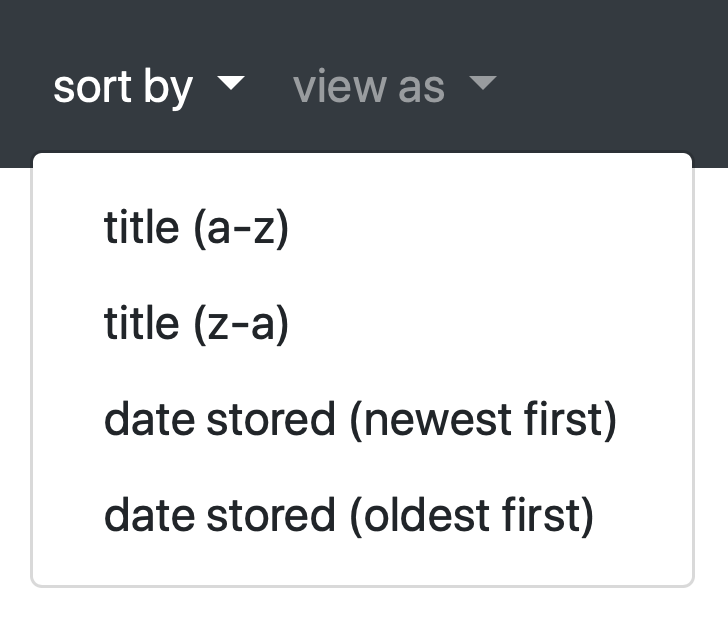 sort by view as
title (a-z)
title (z-a)
date stored (newest first)
date stored (oldest first)